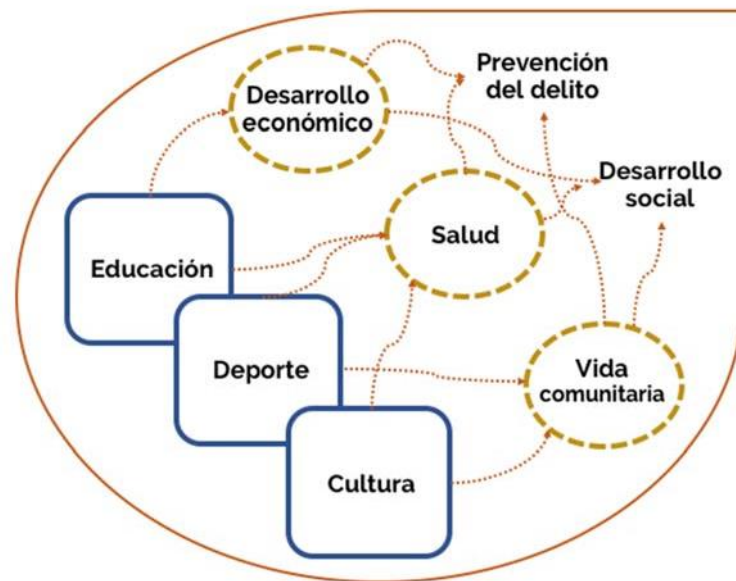 Desarrollo
económico
Prevención
del delito
Desarrollo
social
Salud
Educación
Deporte
Vida
comunitaria
Cultura